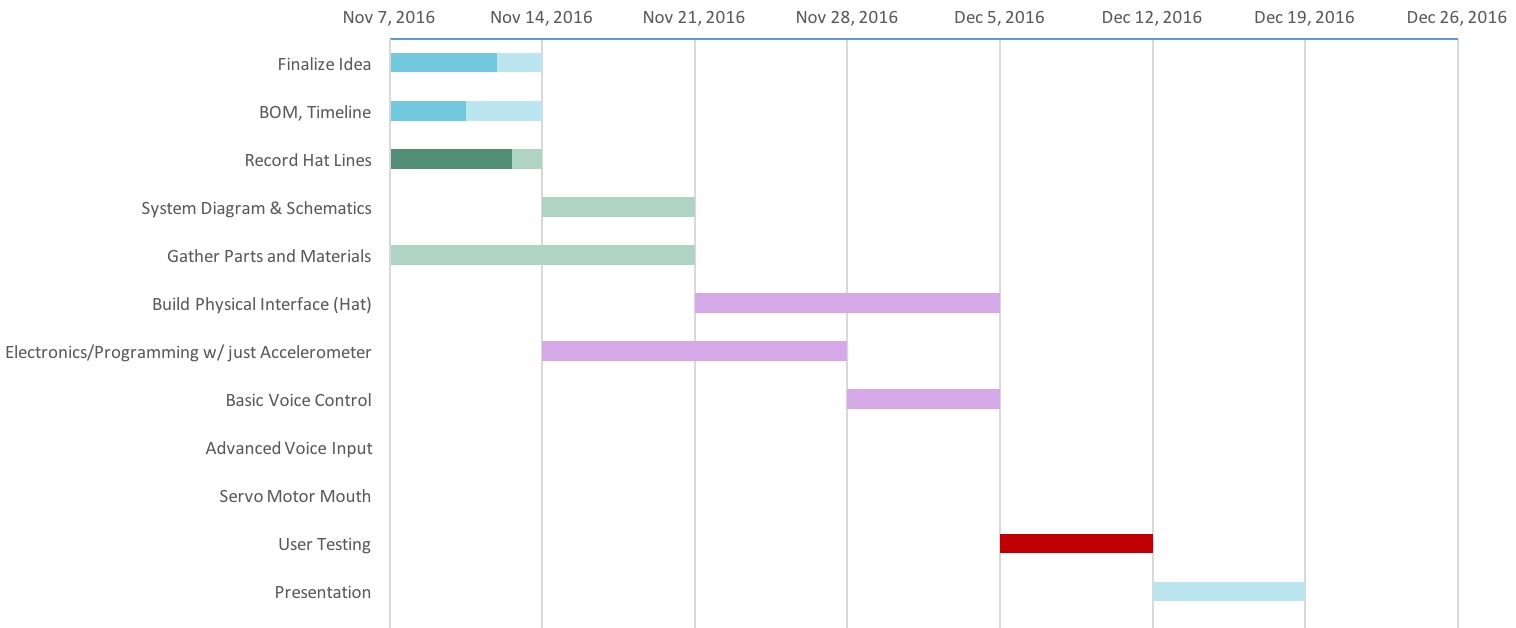 Nov 7, 2016 Nov 14, 2016 Nov 21, 2016 Nov 28, 2016 Dec 5, 2016 Dec 12, 2016 Dec 19, 2016 Dec 26, 2016
Finalize Idea
BOM, Timeline
Record Hat Lines
System Diagram & Schematics
Gather Parts and Materials
Build Physical Interface (Hat)
Electronics/Programming w/ just Accelerometer
Basic Voice Control
Advanced Voice Input
Servo Motor Mouth
User Testing
Presentation